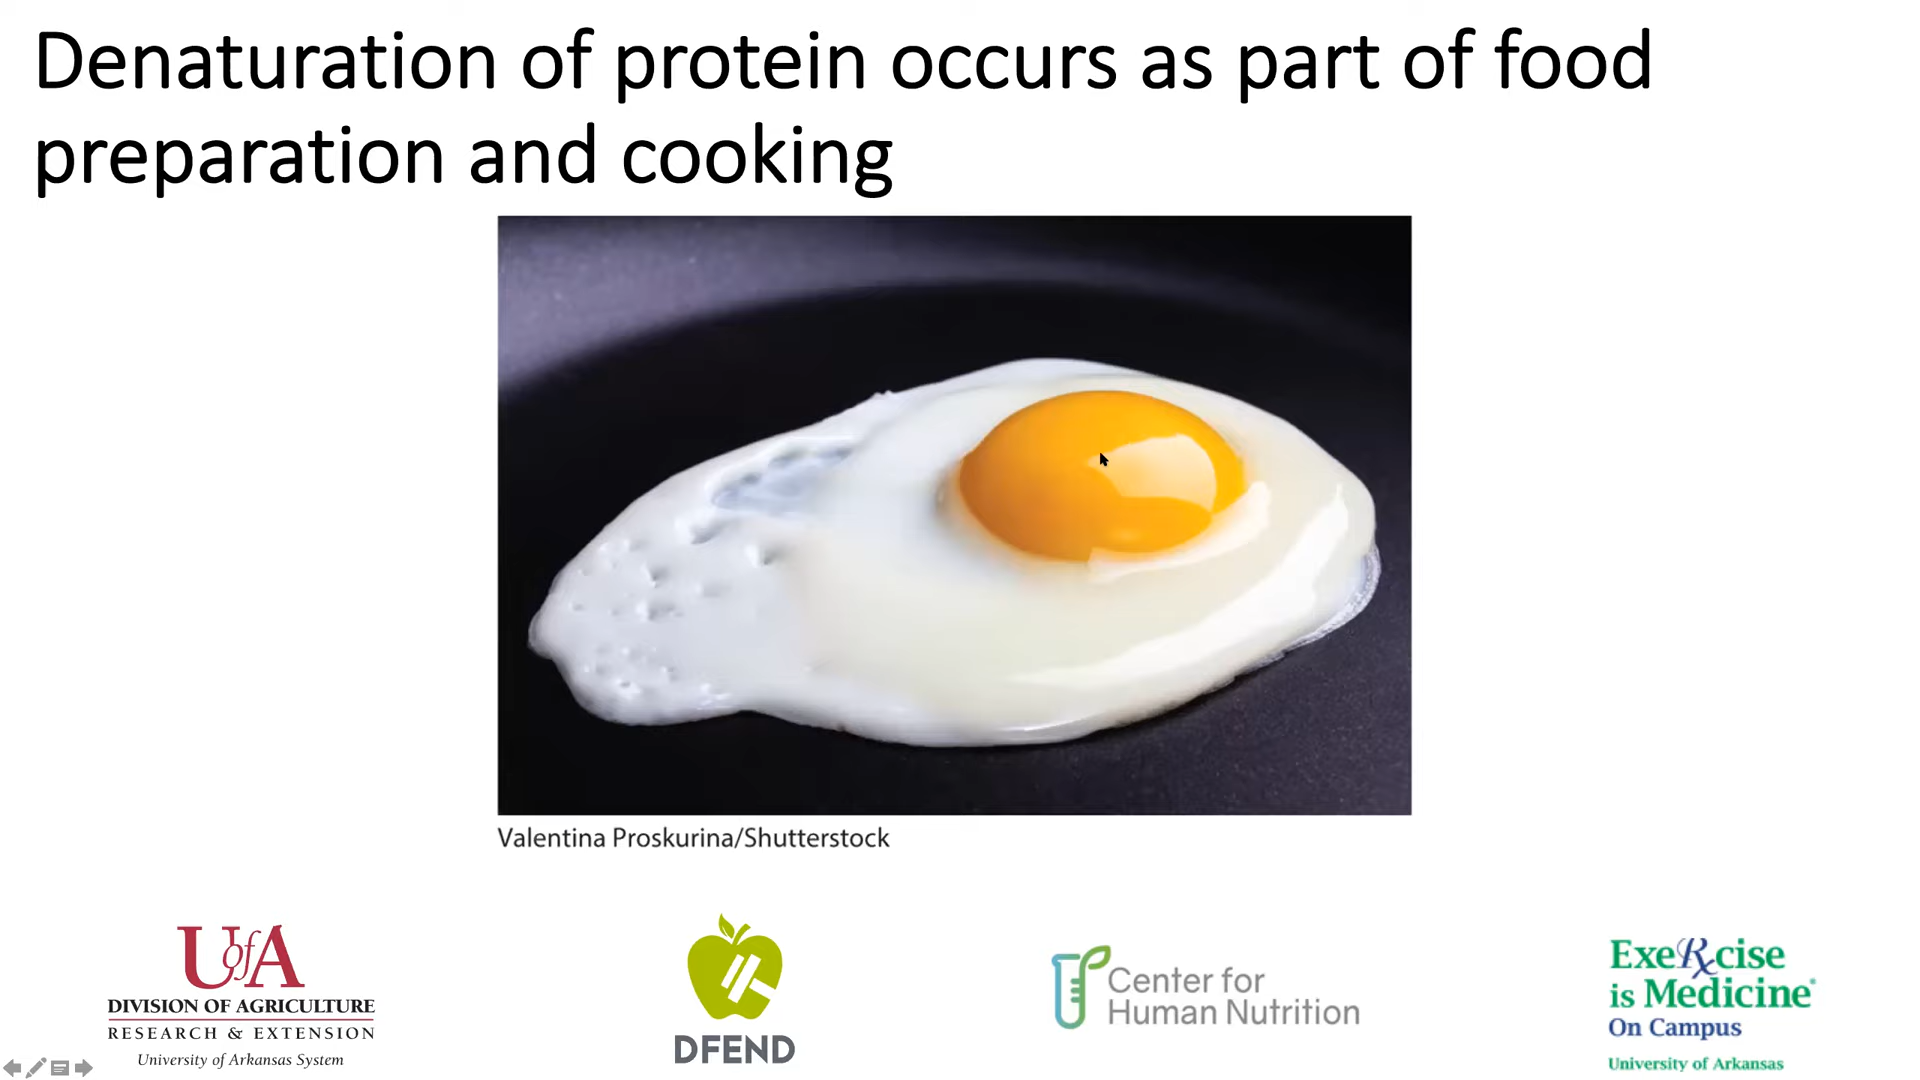 Denaturation of protein occurs as part of food
preparation and cooking
Valentina Proskurina/Shutterstock
UofA
DIVISION OF AGRICULTURE
RESEARCH & EXTENSION
University of Arkansas System
DFEND
Center for
Human Nutrition
ExeRxcise
is Medicine®
On Campus
University of Arkansas